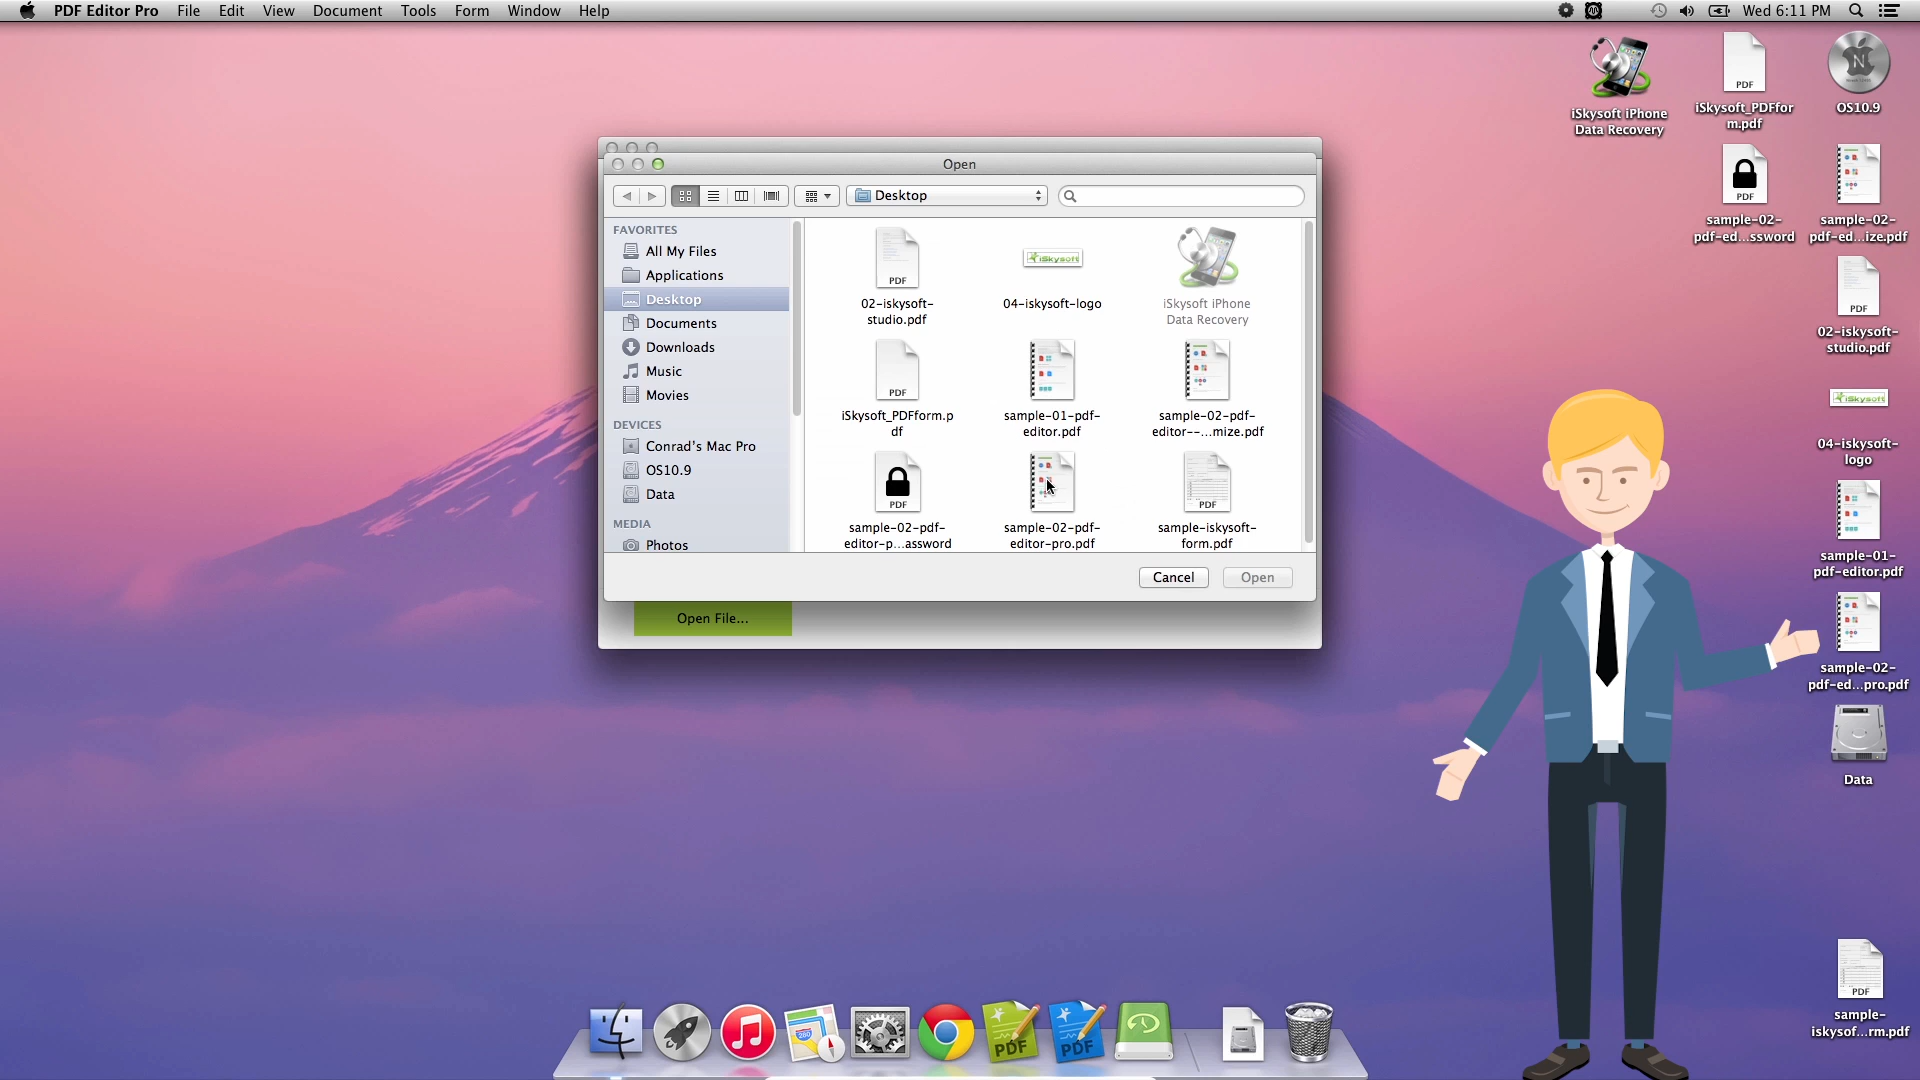 PDF Editor Pro File Edit View Document Tools Form Window Help
Wed 6:11 PM
Open
Desktop
FAVORITES
All My Files
Applications
Desktop
Documents
Downloads
Music
Movies
DEVICES
Conrad's Mac Pro
OS10.9
Data
MEDIA
Photos
PDF
02-iskysoft-
studio.pdf
iSkysoft
04-iskysoft-logo
iSkysoft iPhone
Data Recovery
PDF
iSkysoft_PDFform.p
df
sample-01-pdf-
editor.pdf
sample-02-pdf-
editor--...mize.pdf
PDF
sample-02-pdf-
editor-p...assword
sample-02-pdf-
editor-pro.pdf
PDF
sample-iskysoft-
form.pdf
Cancel
Open
Open File...
iSkysoft iPhone
Data Recovery
PDF
iSkysoft_PDFfor
m.pdf
N
OS10.9
PDF
sample-02-
pdf-ed...ssword
sample-02-
pdf-ed...ize.pdf
PDF
02-iskysoft-
studio.pdf
iSkysoft
04-iskysoft-
logo
sample-01-
pdf-editor.pdf
sample-02-
pdf-ed...pro.pdf
Data
PDF
sample-
iskysof...rm.pdf
280
PDF
PDF